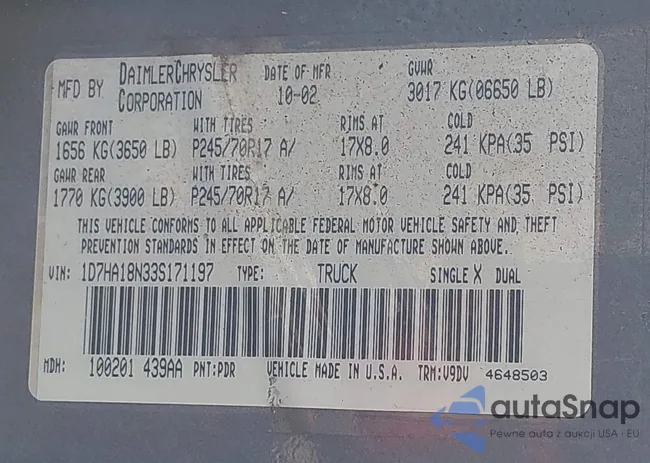 MFD BY DAIMLERCHRYSLER CORPORATION DATE OF MFR 10-02 GVWR 3017 KG(06650 LB)
GAWR FRONT WITH TIRES RIMS AT COLD
1656 KG(3650 LB) P245/70R17 A/ 17X8.0 241 KPA(35 PSI)
GAWR REAR WITH TIRES RIMS AT COLD
1770 KG(3900 LB) P245/70R17 A/ 17X8.0 241 KPA(35 PSI)
THIS VEHICLE CONFORMS TO ALL APPLICABLE FEDERAL MOTOR VEHICLE SAFETY AND THEFT
PREVENTION STANDARDS IN EFFECT ON THE DATE OF MANUFACTURE SHOWN ABOVE.
VIN: 1D7HA18N33S171197 TYPE: TRUCK SINGLE X DUAL
MDH: 100201 439AA PNT:PDR VEHICLE MADE IN U.S.A. TRM:V9DV 4648503
autaSnap
Pewne auta z aukcji USA · EU